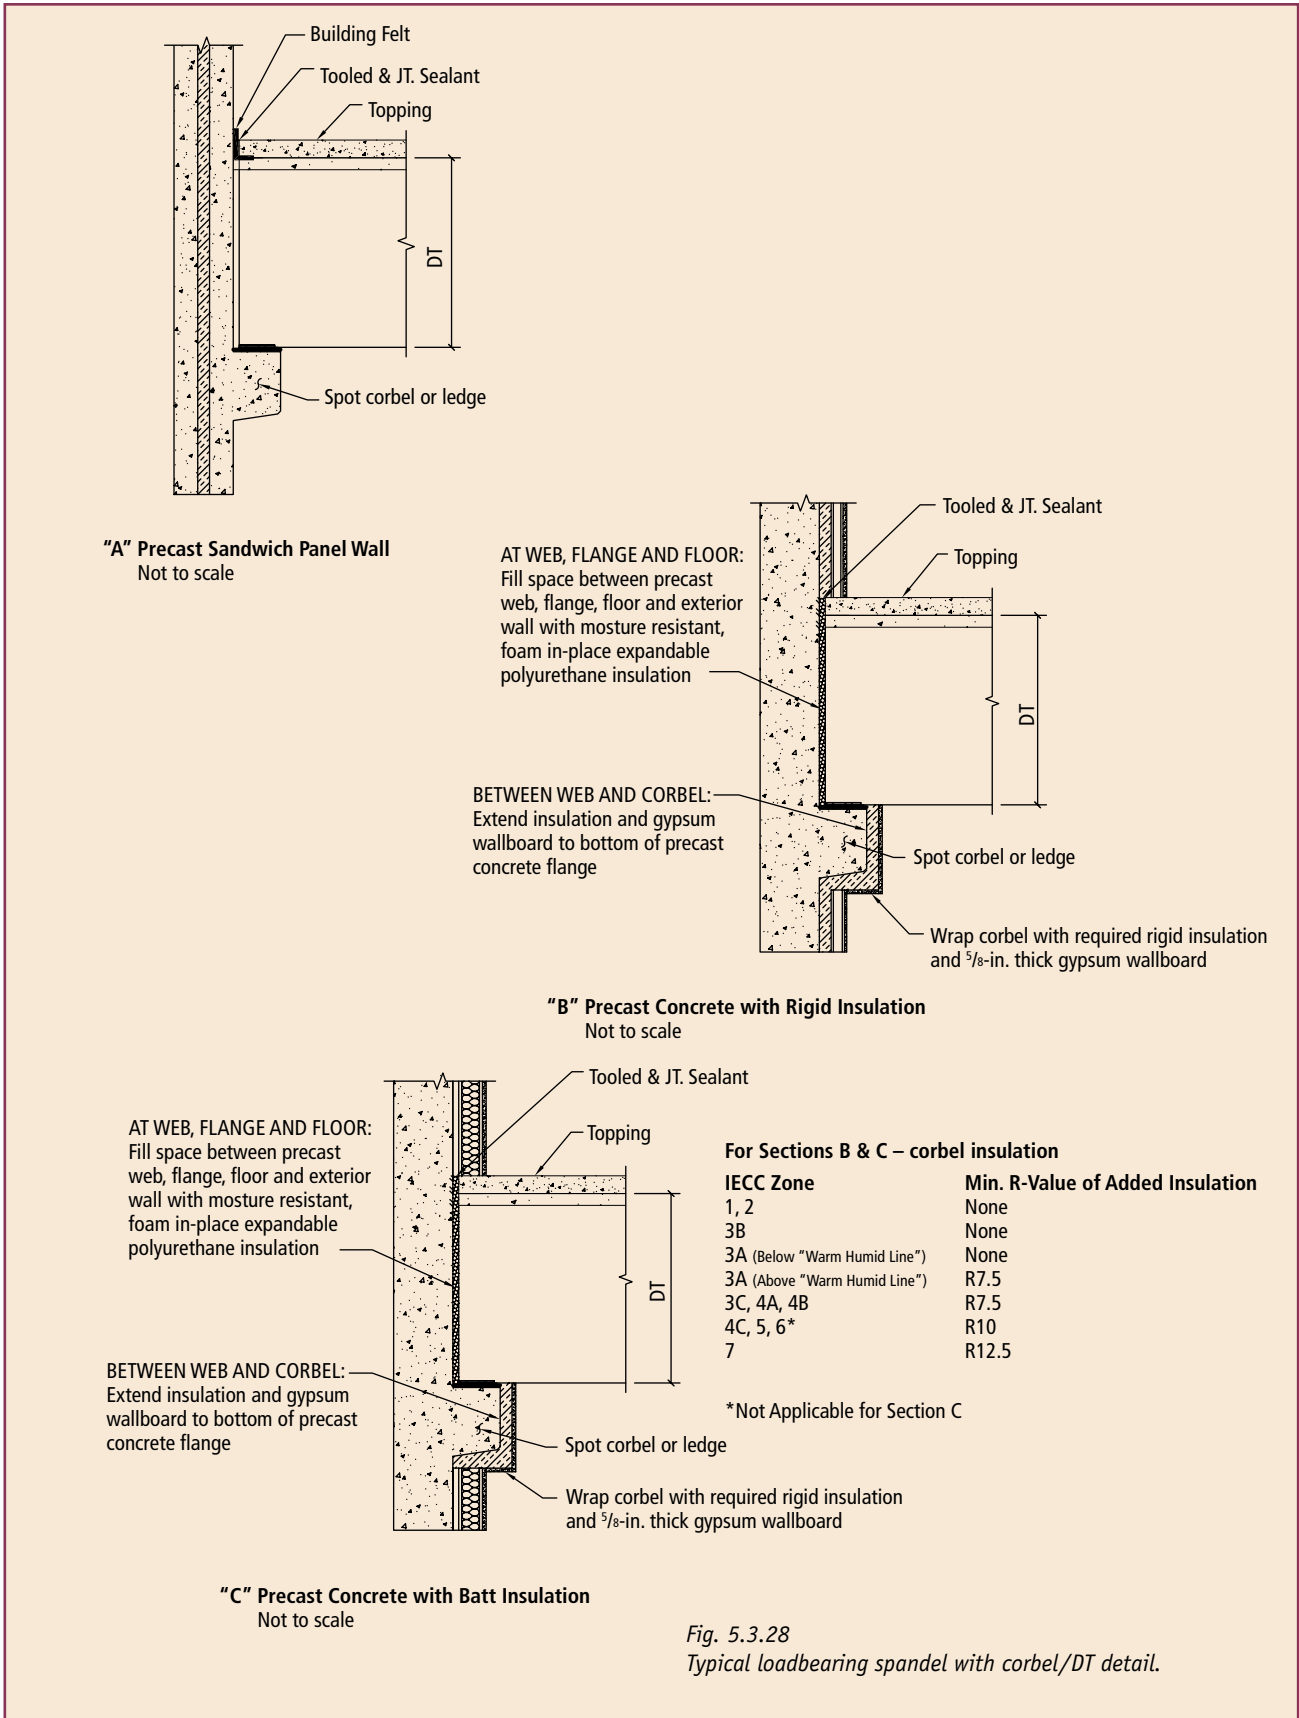 Building Felt
Tooled & JT. Sealant
Topping
DT
Spot corbel or ledge
“A” Precast Sandwich Panel Wall
Not to scale
Tooled & JT. Sealant
Topping
AT WEB, FLANGE AND FLOOR:
Fill space between precast
web, flange, floor and exterior
wall with mosture resistant,
foam in-place expandable
polyurethane insulation
DT
BETWEEN WEB AND CORBEL:
Extend insulation and gypsum
wallboard to bottom of precast
concrete flange
Spot corbel or ledge
Wrap corbel with required rigid insulation
and 5/8-in. thick gypsum wallboard
“B” Precast Concrete with Rigid Insulation
Not to scale
Tooled & JT. Sealant
Topping
AT WEB, FLANGE AND FLOOR:
Fill space between precast
web, flange, floor and exterior
wall with mosture resistant,
foam in-place expandable
polyurethane insulation
DT
BETWEEN WEB AND CORBEL:
Extend insulation and gypsum
wallboard to bottom of precast
concrete flange
Spot corbel or ledge
Wrap corbel with required rigid insulation
and 5/8-in. thick gypsum wallboard
“C” Precast Concrete with Batt Insulation
Not to scale
For Sections B & C – corbel insulation
IECC Zone Min. R-Value of Added Insulation
1, 2 None
3B None
3A (Below “Warm Humid Line”) None
3A (Above “Warm Humid Line”) R7.5
3C, 4A, 4B R7.5
4C, 5, 6* R10
7 R12.5
*Not Applicable for Section C
Fig. 5.3.28
Typical loadbearing spandel with corbel/DT detail.